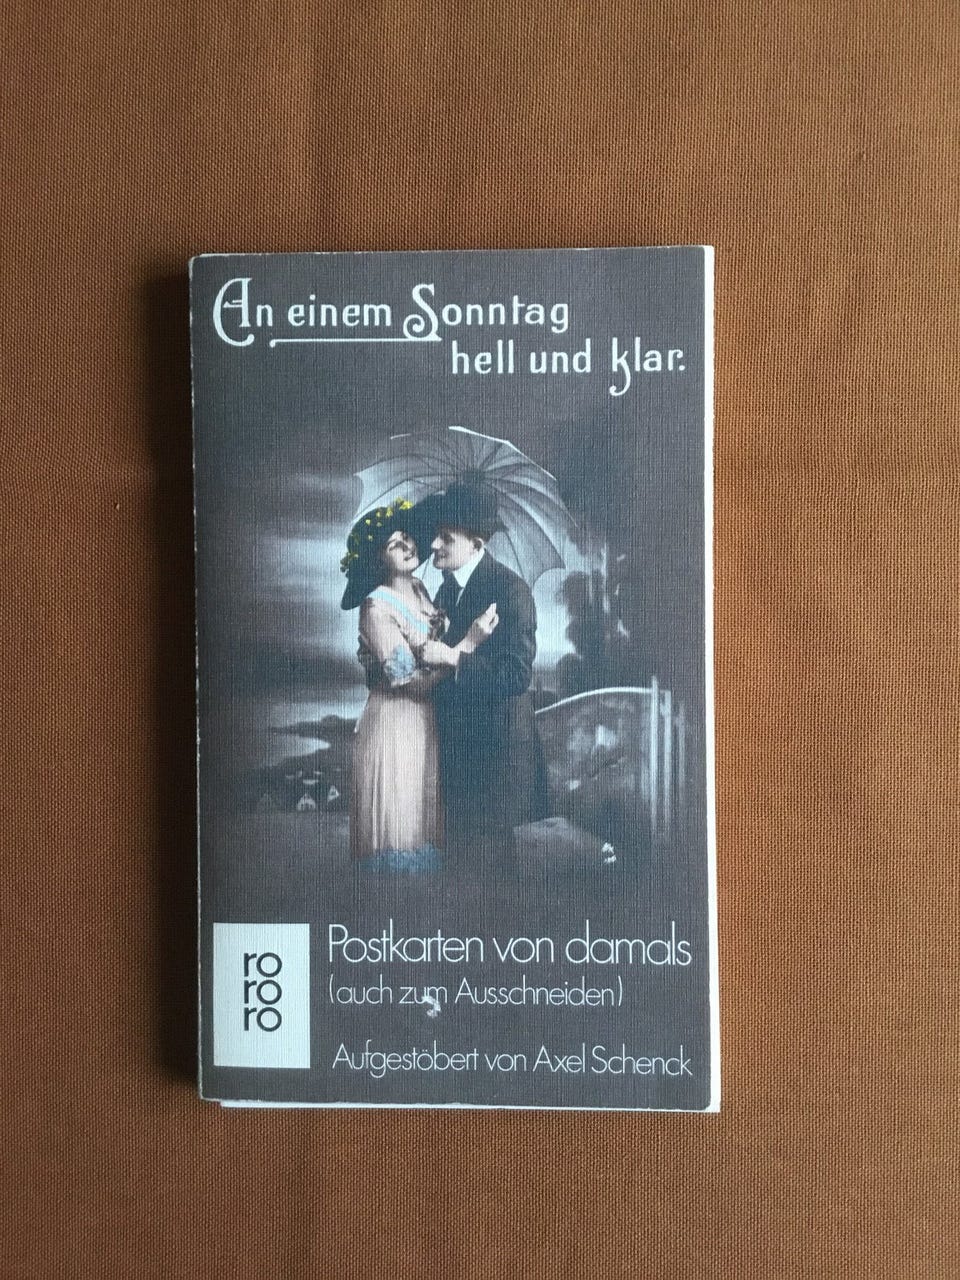 An einem Sonntag
hell und klar.
Postkarten von damals
(auch zum Ausschneiden)
Aufgestöbert von Axel Schenck
ro
ro
ro